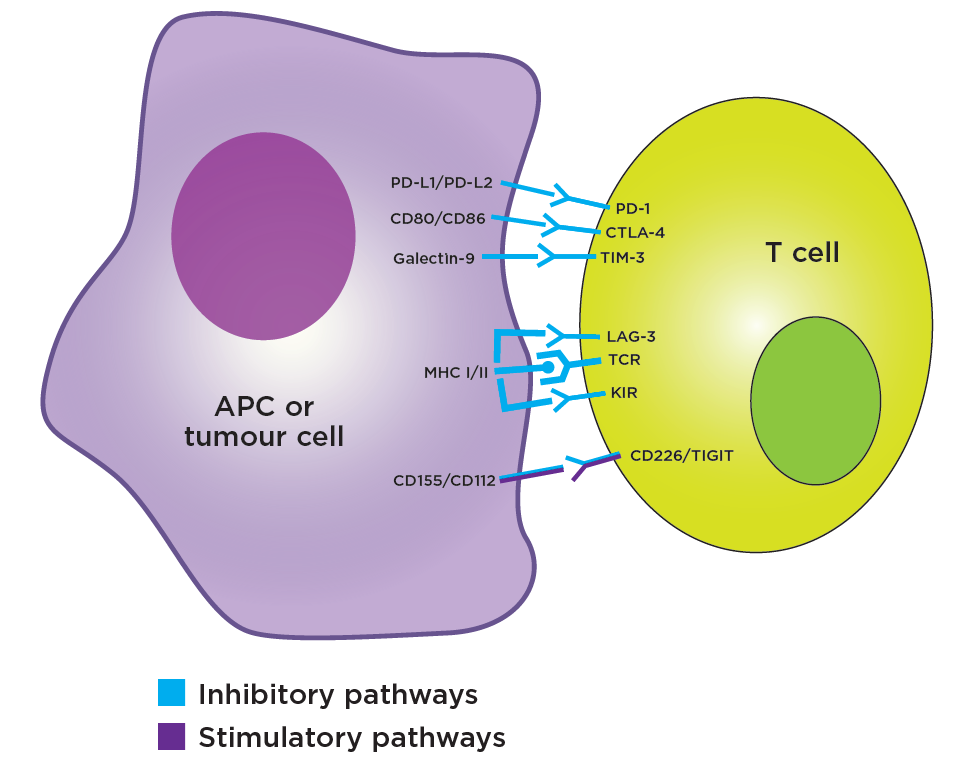 PD-L1/PD-L2
PD-1
CD80/CD86
CTLA-4
Galectin-9
TIM-3
T cell
LAG-3
MHC I/II
TCR
KIR
APC or
tumour cell
CD155/CD112
CD226/TIGIT
Inhibitory pathways
Stimulatory pathways